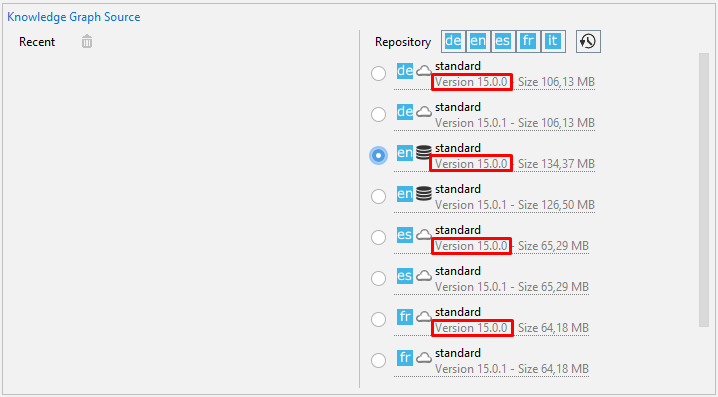 Knowledge Graph Source
Recent
Repository de en es fr it
de standard
Version 15.0.0 - Size 106,13 MB
de standard
Version 15.0.1 - Size 106,13 MB
en standard
Version 15.0.0 - Size 134,37 MB
en standard
Version 15.0.1 - Size 126,50 MB
es standard
Version 15.0.0 - Size 65,29 MB
es standard
Version 15.0.1 - Size 65,29 MB
fr standard
Version 15.0.0 - Size 64,18 MB
fr standard
Version 15.0.1 - Size 64,18 MB